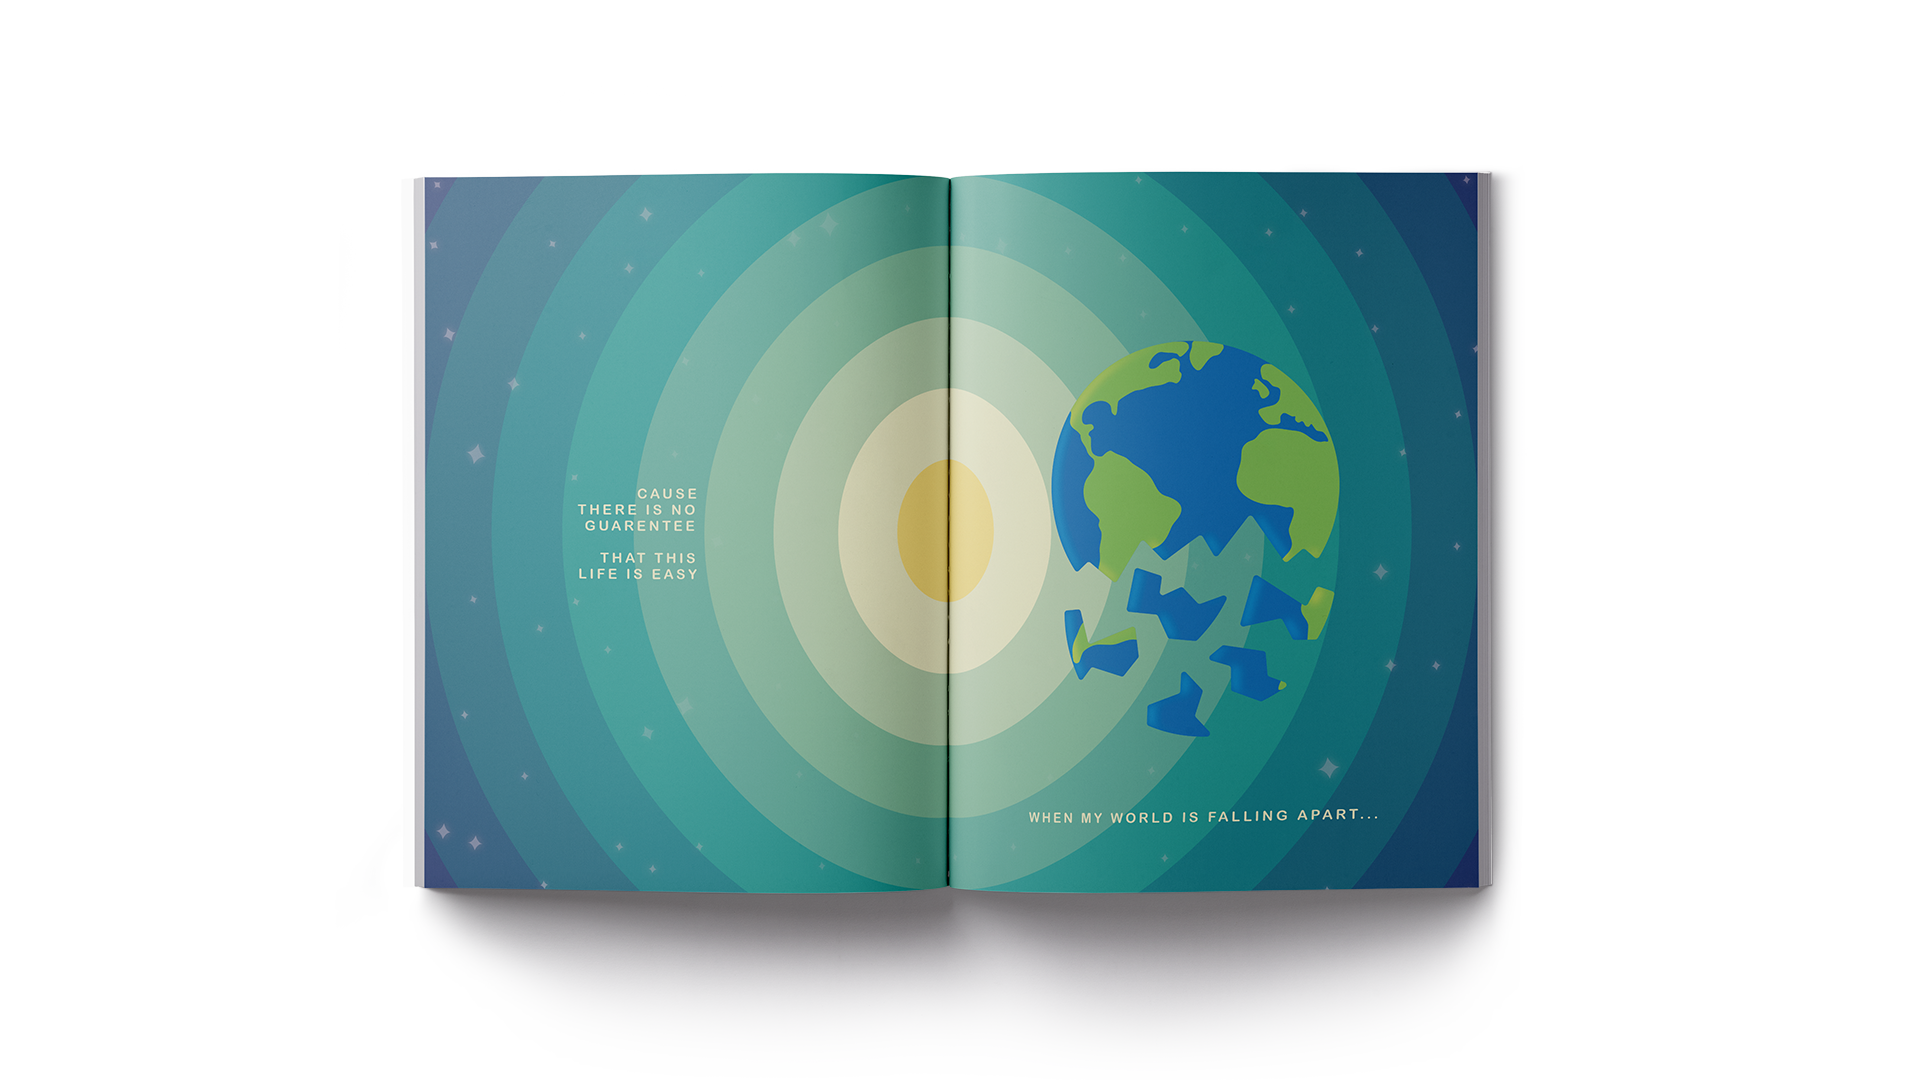 CAUSE
THERE IS NO
GUARENTEE
THAT THIS
LIFE IS EASY
WHEN MY WORLD IS FALLING APART...